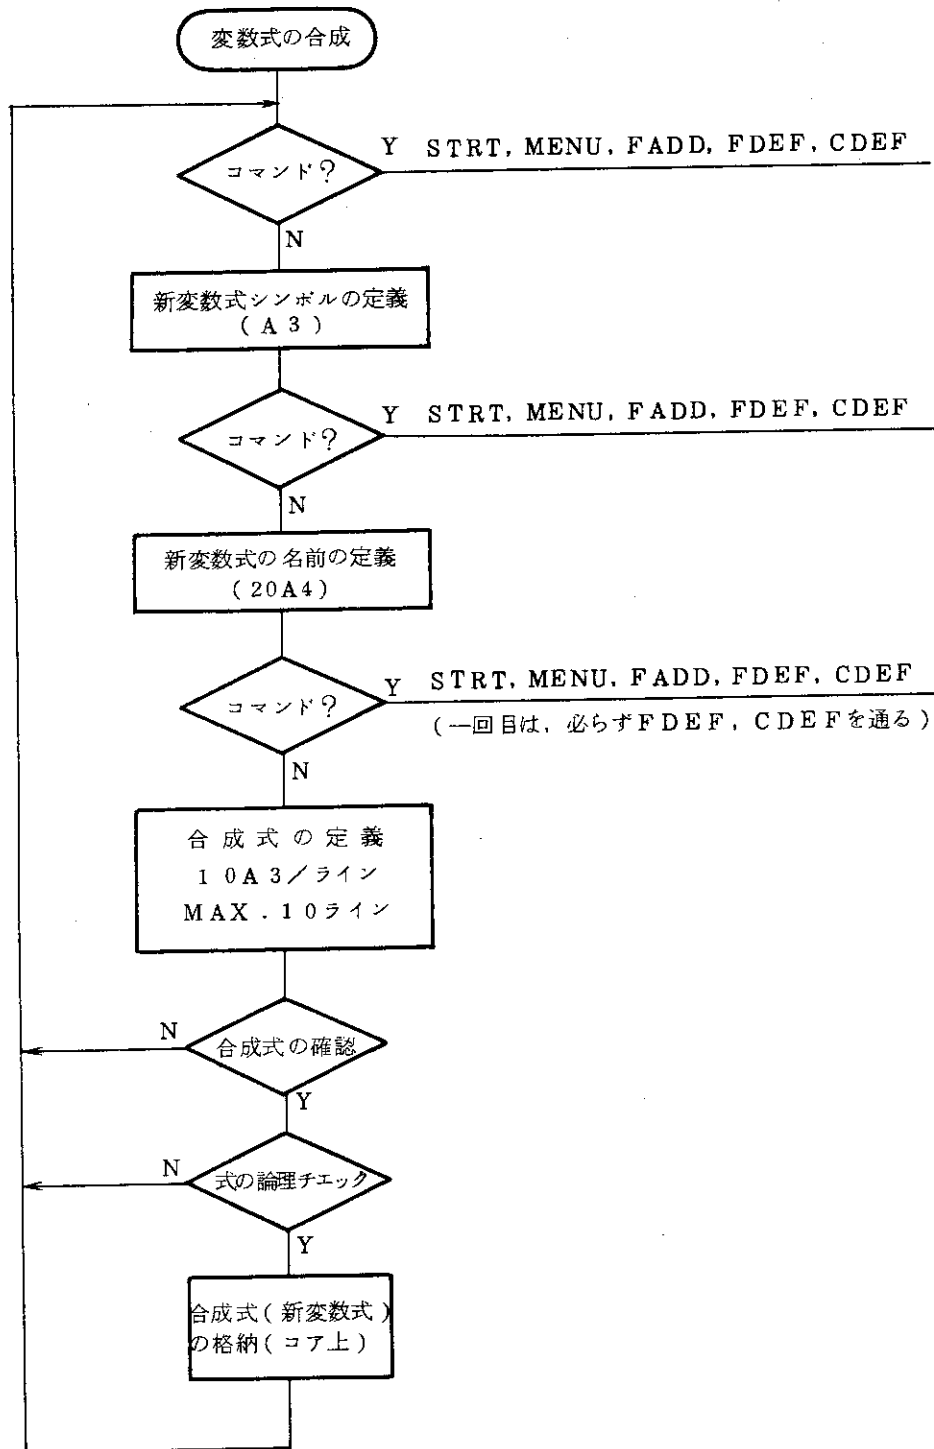 変数式の合成
コマンド?
Y STRT, MENU, FADD, FDEF, CDEF
N
新変数式シンボルの定義
(A3)
コマンド?
Y STRT, MENU, FADD, FDEF, CDEF
N
新変数式の名前の定義
(20A4)
コマンド?
Y STRT, MENU, FADD, FDEF, CDEF
(一回目は, 必らずFDEF, CDEFを通る)
N
合成式の定義
10A3/ライン
MAX.10ライン
N
合成式の確認
Y
N
式の論理チエック
Y
合成式(新変数式)
の格納(コア上)